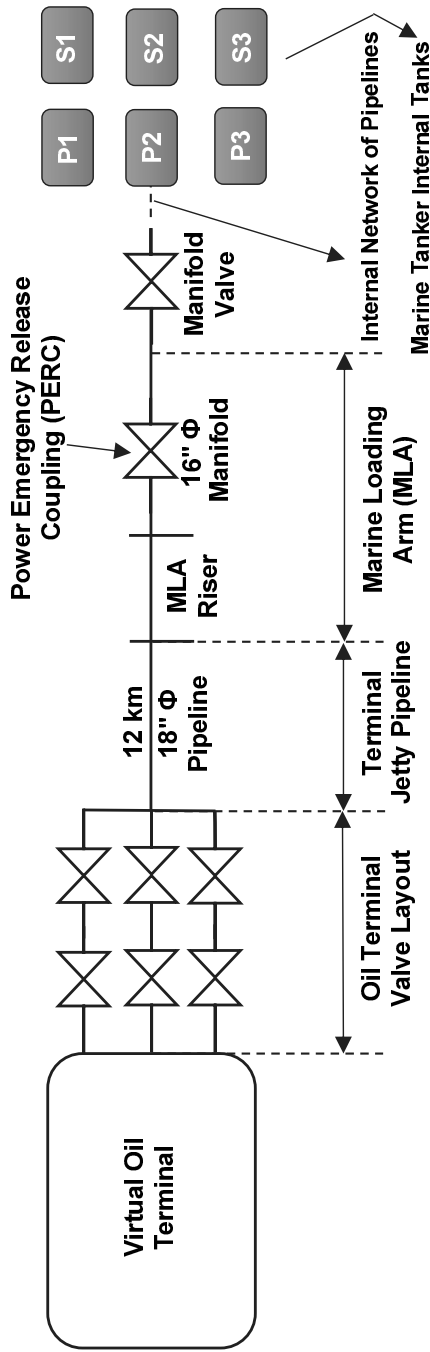 Virtual Oil
Terminal
Oil Terminal
Valve Layout
12 km
18" Φ
Pipeline
Terminal
Jetty Pipeline
MLA
Riser
Power Emergency Release
Coupling (PERC)
16" Φ
Manifold
Marine Loading
Arm (MLA)
Manifold
Valve
P1
S1
P2
S2
P3
S3
Internal Network of Pipelines
Marine Tanker Internal Tanks